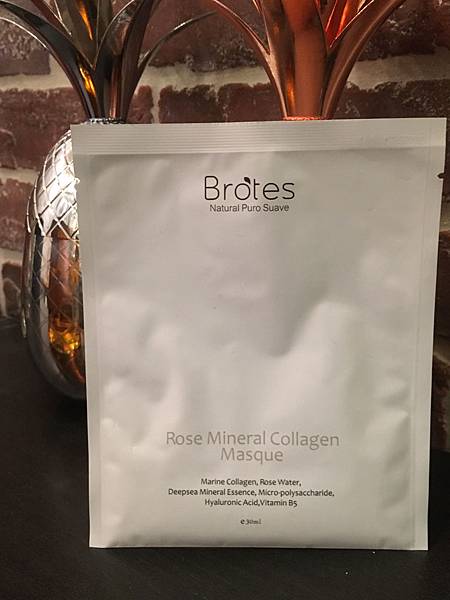 Brotes
Natural Puro Suave
Rose Mineral Collagen
Masque
Marine Collagen, Rose Water,
Deepsea Mineral Essence, Micro-polysaccharide,
Hyaluronic Acid,Vitamin B5
e 30ml